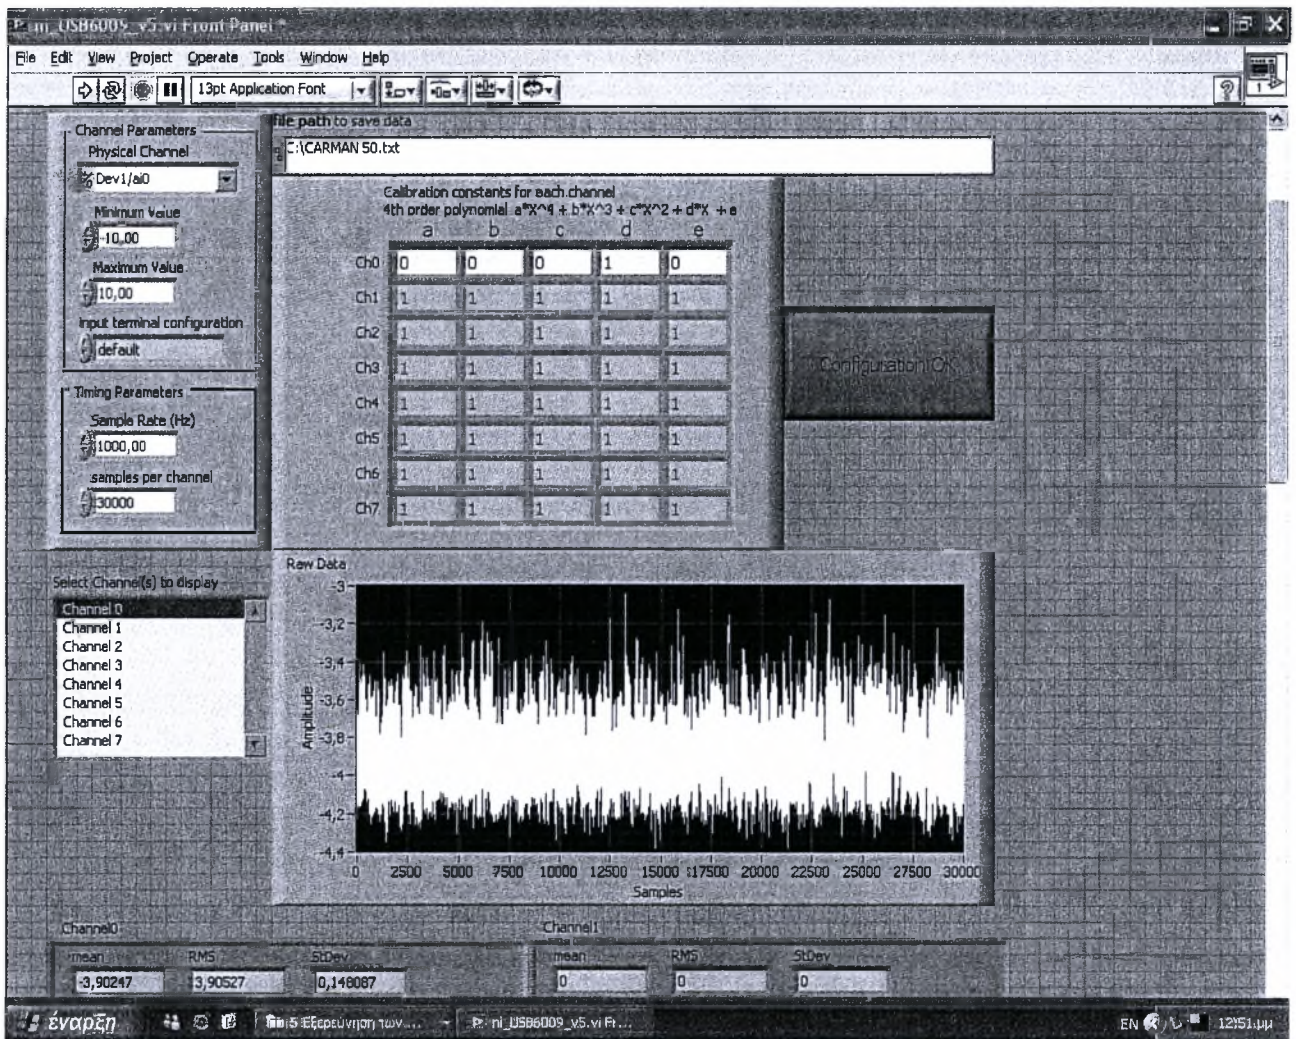 ni_USB6009_v5.vi Front Panel *
File Edit View Project Operate Tools Window Help
13pt Application Font
?
1
Channel Parameters
Physical Channel
Dev1/ai0
Minimum Value
-10,00
Maximum Value
10,00
input terminal configuration
default
Timing Parameters
Sample Rate (Hz)
1000,00
samples per channel
30000
file path to save data
C:\CARMAN 50.txt
Calibration constants for each channel
4th order polynomial a*X^4 + b*X^3 + c*X^2 + d*X + e
a b c d e
Ch0 0 0 0 1 0
Ch1 1 1 1 1 1
Ch2 1 1 1 1 1
Ch3 1 1 1 1 1
Ch4 1 1 1 1 1
Ch5 1 1 1 1 1
Ch6 1 1 1 1 1
Ch7 1 1 1 1 1
Configuration OK
Select Channel(s) to display
Channel 0
Channel 1
Channel 2
Channel 3
Channel 4
Channel 5
Channel 6
Channel 7
Raw Data
Amplitude
-3
-3,2
-3,4
-3,6
-3,8
-4
-4,2
-4,4
0 2500 5000 7500 10000 12500 15000 17500 20000 22500 25000 27500 30000
Samples
Channel0
mean RMS StDev
-3,90247 3,90527 0,148087
Channel1
mean RMS StDev
0 0 0
έναρξη
5 Εξερεύνηση των ...
ni_USB6009_v5.vi Fr...
EN
12:51 μμ